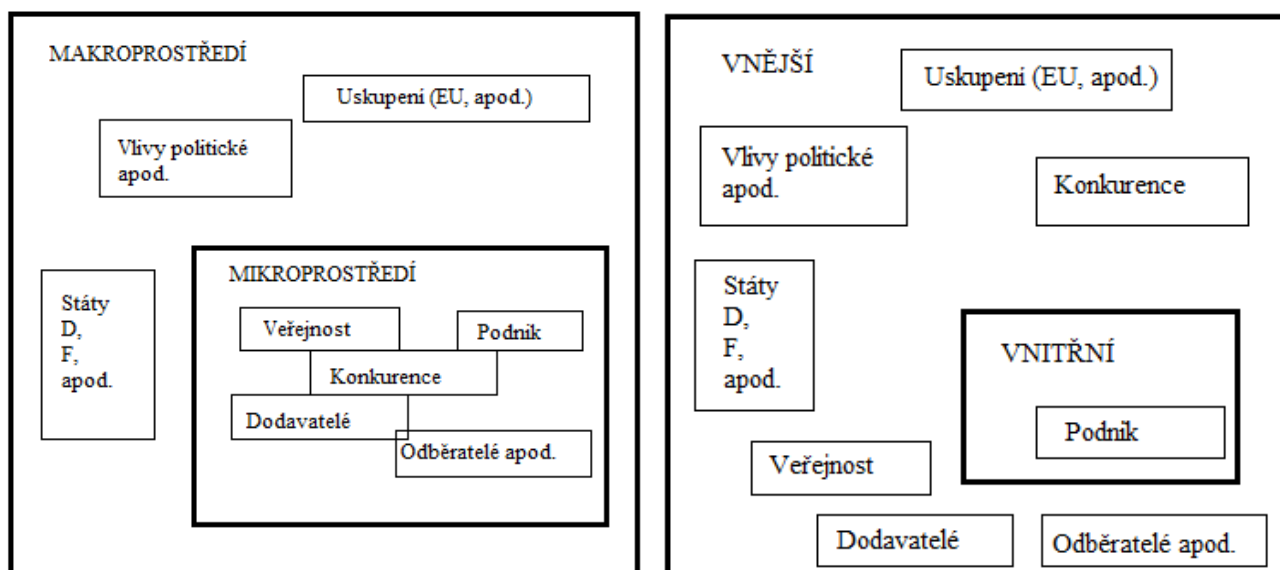 MAKROPROSTŘEDÍ
Uskupení (EU, apod.)
Vlivy politické
apod.
Státy
D,
F,
apod.
MIKROPROSTŘEDÍ
Veřejnost
Podnik
Konkurence
Dodavatelé
Odběratelé apod.
VNĚJŠÍ
Uskupení (EU, apod.)
Vlivy politické
apod.
Konkurence
Státy
D,
F,
apod.
VNITŘNÍ
Podnik
Veřejnost
Dodavatelé
Odběratelé apod.